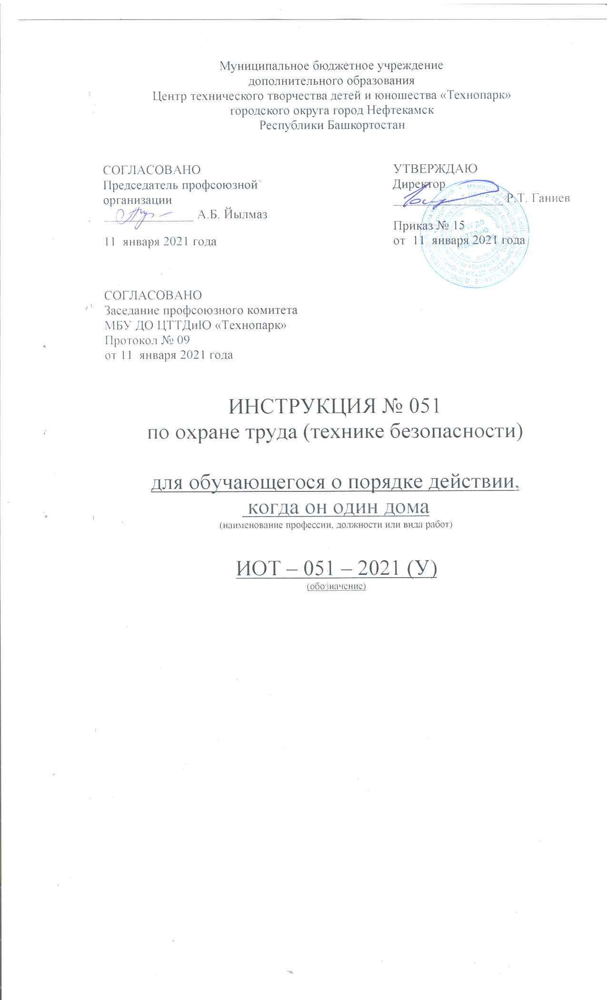 Муниципальное бюджетное учреждение
дополнительного образования
Центр технического творчества детей и юношества «Технопарк»
городского округа город Нефтекамск
Республики Башкортостан
СОГЛАСОВАНО
Председатель профсоюзной
организации
А.Б. Йылмаз
11 января 2021 года
УТВЕРЖДАЮ
Директор
Р.Т. Ганиев
Приказ № 15
от 11 января 2021 года
МБУ ДО
ЦТТДиЮ
СОГЛАСОВАНО
Заседание профсоюзного комитета
МБУ ДО ЦТТДиЮ «Технопарк»
Протокол № 09
от 11 января 2021 года
ИНСТРУКЦИЯ № 051
по охране труда (технике безопасности)
для обучающегося о порядке действии,
когда он один дома
(наименование профессии, должности или вида работ)
ИОТ – 051 – 2021 (У)
(обозначение)